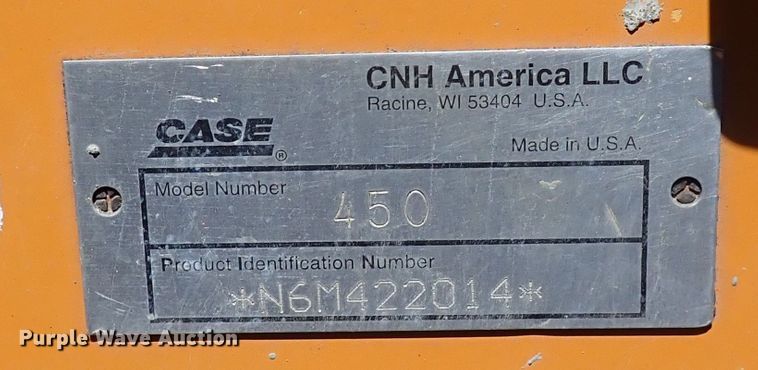 CNH America LLC
Racine, WI 53404 U.S.A.
CASE®
Made in U.S.A.
Model Number
450
Product Identification Number
*N6M422014*
Purple Wave Auction